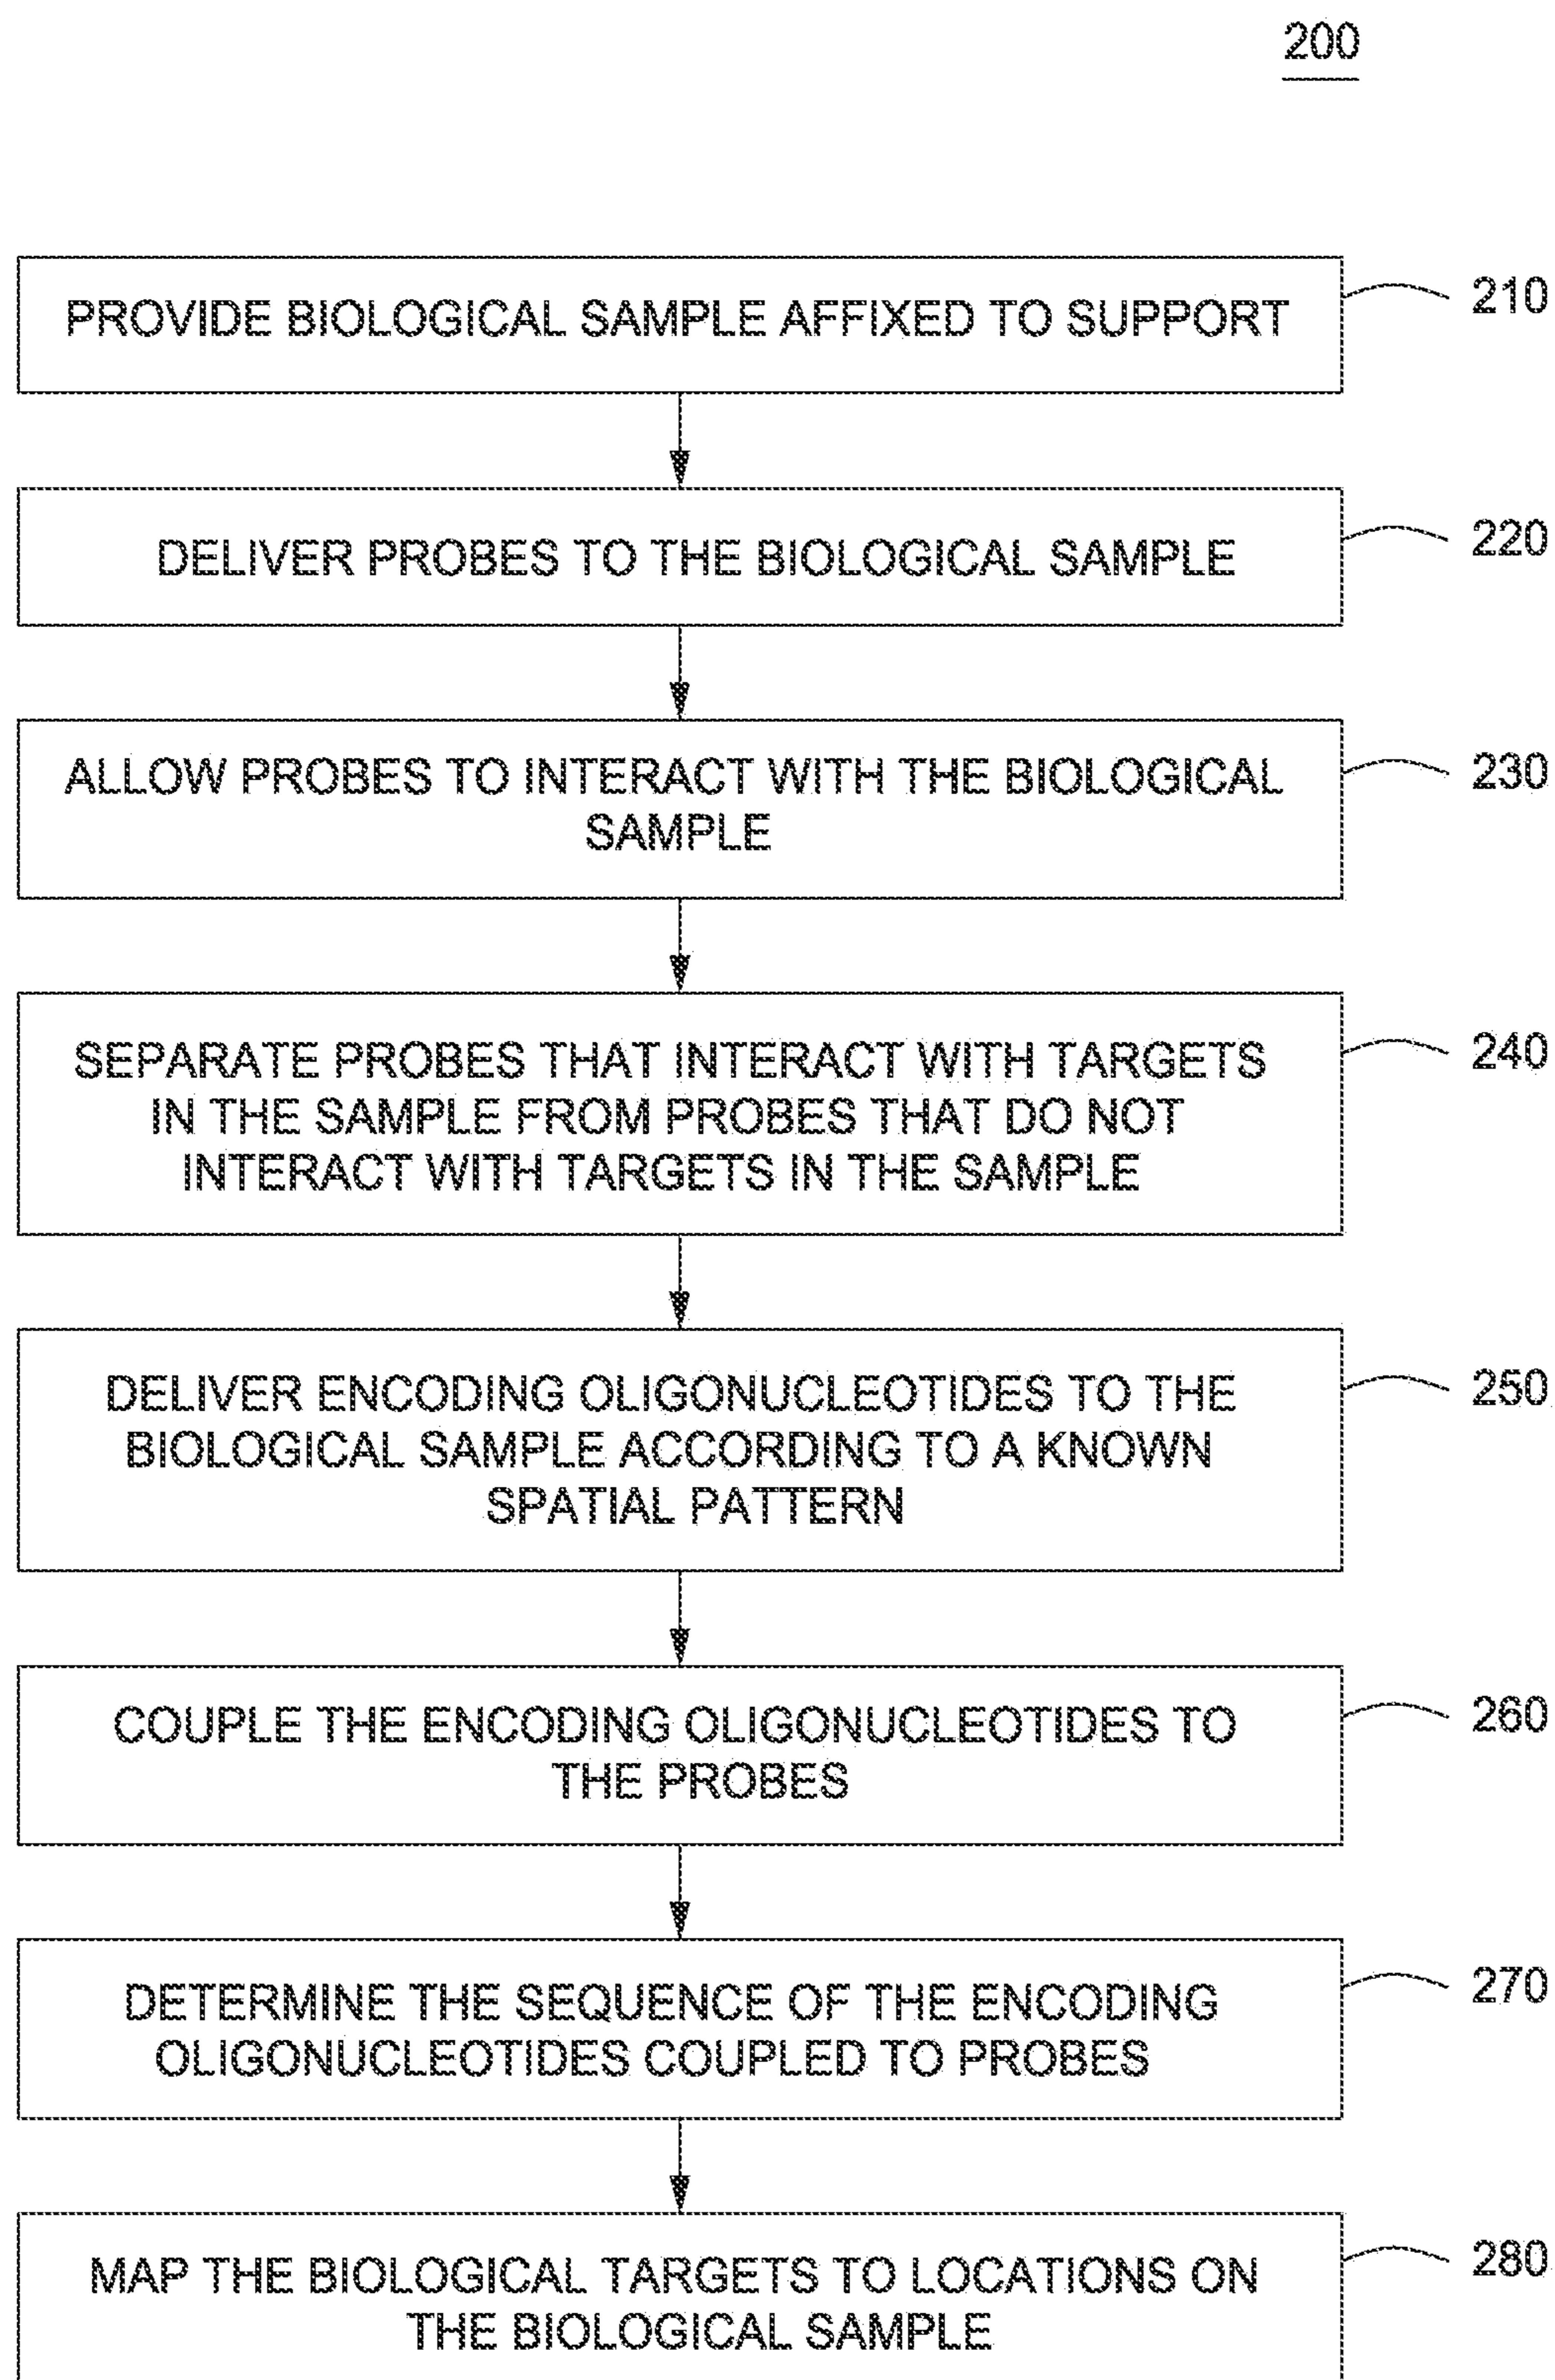 200
PROVIDE BIOLOGICAL SAMPLE AFFIXED TO SUPPORT
210
DELIVER PROBES TO THE BIOLOGICAL SAMPLE
220
ALLOW PROBES TO INTERACT WITH THE BIOLOGICAL
SAMPLE
230
SEPARATE PROBES THAT INTERACT WITH TARGETS
IN THE SAMPLE FROM PROBES THAT DO NOT
INTERACT WITH TARGETS IN THE SAMPLE
240
DELIVER ENCODING OLIGONUCLEOTIDES TO THE
BIOLOGICAL SAMPLE ACCORDING TO A KNOWN
SPATIAL PATTERN
250
COUPLE THE ENCODING OLIGONUCLEOTIDES TO
THE PROBES
260
DETERMINE THE SEQUENCE OF THE ENCODING
OLIGONUCLEOTIDES COUPLED TO PROBES
270
MAP THE BIOLOGICAL TARGETS TO LOCATIONS ON
THE BIOLOGICAL SAMPLE
280